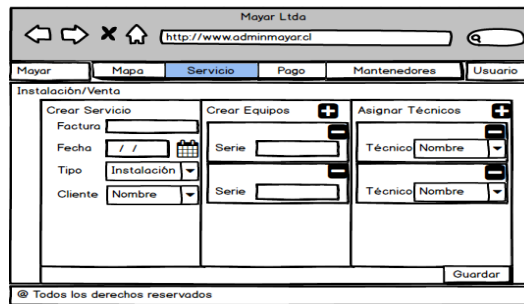 Mayar Ltda
http://www.adminmayar.cl
Mayar Mapa Servicio Pago Mantenedores Usuario
Instalación/Venta
Crear Servicio Crear Equipos Asignar Técnicos
Factura
Fecha / /
Tipo Instalación
Cliente Nombre
Serie
Serie
Técnico Nombre
Técnico Nombre
Guardar
@ Todos los derechos reservados